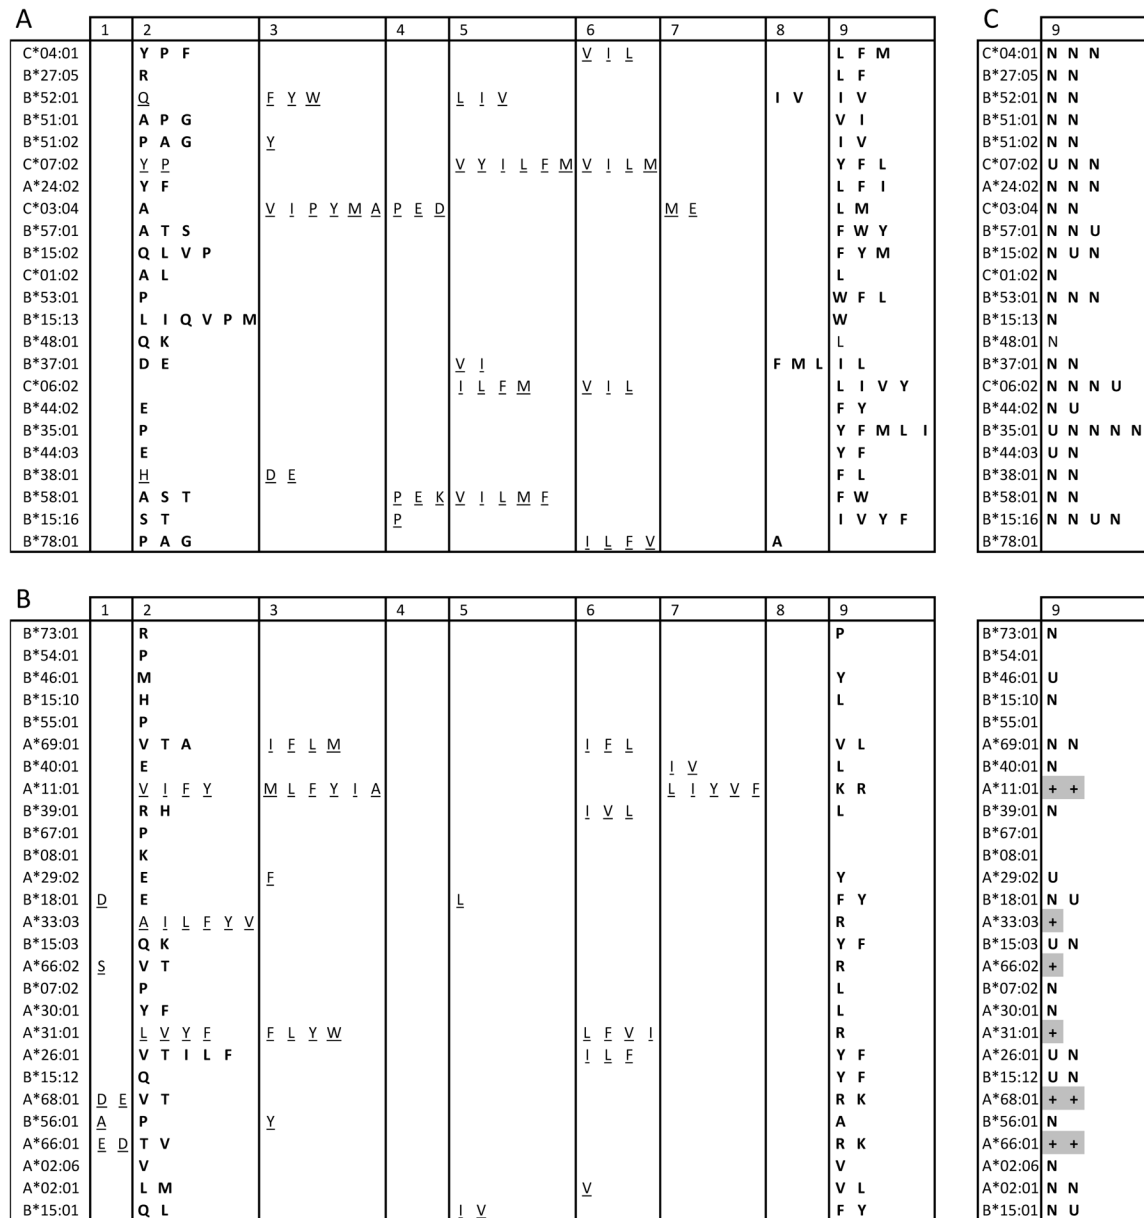 A C
1 2 3 4 5 6 7 8 9 9
C*04:01 Y P F V I L L F M C*04:01 N N N
B*27:05 R L F B*27:05 N N
B*52:01 Q F Y W L I V I V I V B*52:01 N N
B*51:01 A P G V I B*51:01 N N
B*51:02 P A G Y I V B*51:02 N N
C*07:02 Y P V Y I L F M V I L M Y F L C*07:02 U N N
A*24:02 Y F L F I A*24:02 N N N
C*03:04 A V I P Y M A P E D M E L M C*03:04 N N
B*57:01 A T S F W Y B*57:01 N N U
B*15:02 Q L V P F Y M B*15:02 N U N
C*01:02 A L L C*01:02 N
B*53:01 P W F L B*53:01 N N N
B*15:13 L I Q V P M W B*15:13 N
B*48:01 Q K L B*48:01 N
B*37:01 D E V I F M L I L B*37:01 N N
C*06:02 I L F M V I L L I V Y C*06:02 N N N U
B*44:02 E F Y B*44:02 N U
B*35:01 P Y F M L I B*35:01 U N N N N
B*44:03 E Y F B*44:03 U N
B*38:01 H D E F L B*38:01 N N
B*58:01 A S T P E K V I L M F F W B*58:01 N N
B*15:16 S T P I V Y F B*15:16 N N U N
B*78:01 P A G I L F V A B*78:01
B
1 2 3 4 5 6 7 8 9 9
B*73:01 R P B*73:01 N
B*54:01 P B*54:01
B*46:01 M Y B*46:01 U
B*15:10 H L B*15:10 N
B*55:01 P B*55:01
A*69:01 V T A I F L M I F L V L A*69:01 N N
B*40:01 E I V L B*40:01 N
A*11:01 V I F Y M L F Y I A L I Y V F K R A*11:01 + +
B*39:01 R H I V L L B*39:01 N
B*67:01 P B*67:01
B*08:01 K B*08:01
A*29:02 E F Y A*29:02 U
B*18:01 D E L F Y B*18:01 N U
A*33:03 A I L F Y V R A*33:03 +
B*15:03 Q K Y F B*15:03 U N
A*66:02 S V T R A*66:02 +
B*07:02 P L B*07:02 N
A*30:01 Y F L A*30:01 N
A*31:01 L V Y F F L Y W L F V I R A*31:01 +
A*26:01 V T I L F I L F Y F A*26:01 U N
B*15:12 Q Y F B*15:12 U N
A*68:01 D E V T R K A*68:01 + +
B*56:01 A P Y A B*56:01 N
A*66:01 E D T V R K A*66:01 + +
A*02:06 V V A*02:06 N
A*02:01 L M V V L A*02:01 N N
B*15:01 Q L I V F Y B*15:01 N U